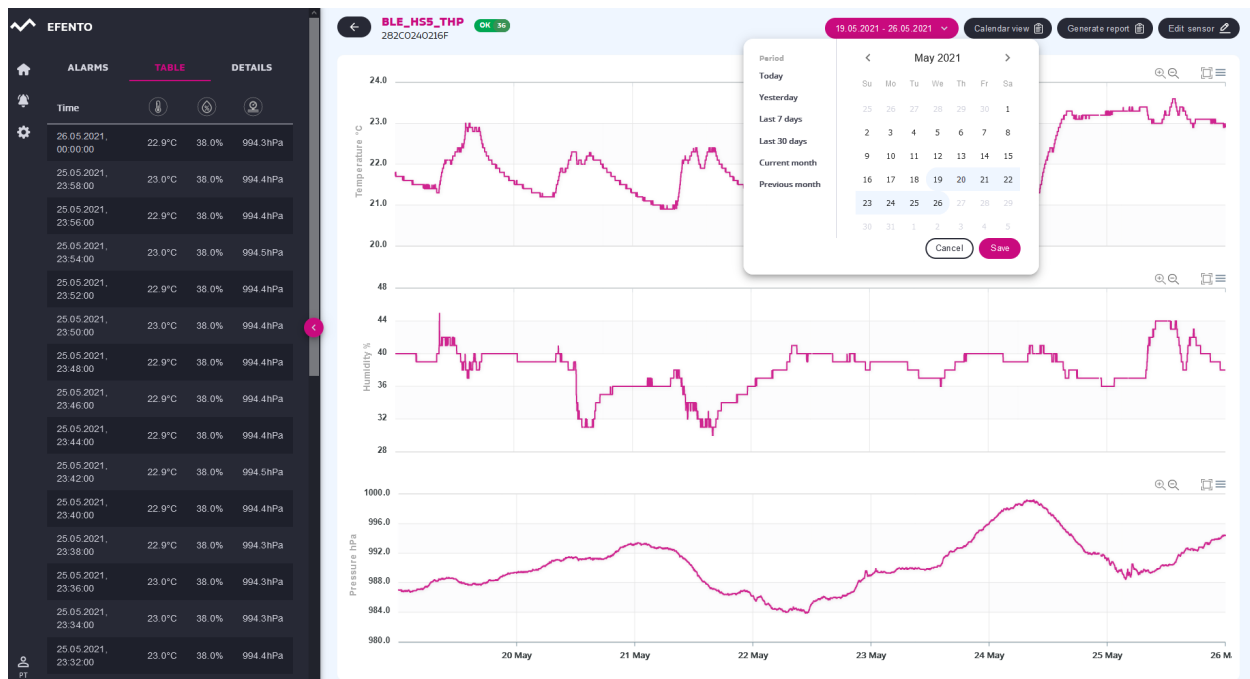 EFENTO
ALARMS TABLE DETAILS
Time
26.05.2021, 00:00:00 22.9°C 38.0% 994.3hPa
25.05.2021, 23:58:00 23.0°C 38.0% 994.4hPa
25.05.2021, 23:56:00 22.9°C 38.0% 994.4hPa
25.05.2021, 23:54:00 23.0°C 38.0% 994.5hPa
25.05.2021, 23:52:00 22.9°C 38.0% 994.4hPa
25.05.2021, 23:50:00 23.0°C 38.0% 994.4hPa
25.05.2021, 23:48:00 22.9°C 38.0% 994.4hPa
25.05.2021, 23:46:00 22.9°C 38.0% 994.4hPa
25.05.2021, 23:44:00 22.9°C 38.0% 994.4hPa
25.05.2021, 23:42:00 22.9°C 38.0% 994.5hPa
25.05.2021, 23:40:00 22.9°C 38.0% 994.4hPa
25.05.2021, 23:38:00 22.9°C 38.0% 994.3hPa
25.05.2021, 23:36:00 23.0°C 38.0% 994.3hPa
25.05.2021, 23:34:00 23.0°C 38.0% 994.3hPa
25.05.2021, 23:32:00 23.0°C 38.0% 994.4hPa
PT
BLE_HS5_THP OK 36
282C0240216F
19.05.2021 - 26.05.2021 Calendar view Generate report Edit sensor
Period
Today
Yesterday
Last 7 days
Last 30 days
Current month
Previous month
May 2021
Su Mo Tu We Th Fr Sa
25 26 27 28 29 30 1
2 3 4 5 6 7 8
9 10 11 12 13 14 15
16 17 18 19 20 21 22
23 24 25 26 27 28 29
30 31 1 2 3 4 5
Cancel Save
Temperature °C
24.0
23.0
22.0
21.0
20.0
Humidity %
48
44
40
36
32
28
Pressure hPa
1000.0
996.0
992.0
988.0
984.0
980.0
20 May 21 May 22 May 23 May 24 May 25 May 26 M